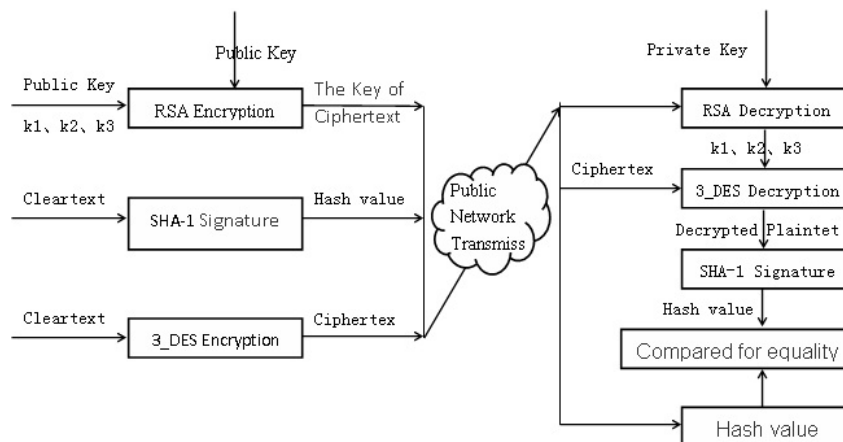 Public Key
Public Key
k1、k2、k3
RSA Encryption
The Key of
Ciphertext
Cleartext
SHA-1 Signature
Hash value
Cleartext
3_DES Encryption
Ciphertex
Public
Network
Transmiss
Private Key
RSA Decryption
k1、k2、k3
Ciphertex
3_DES Decryption
Decrypted Plaintet
SHA-1 Signature
Hash value
Compared for equality
Hash value